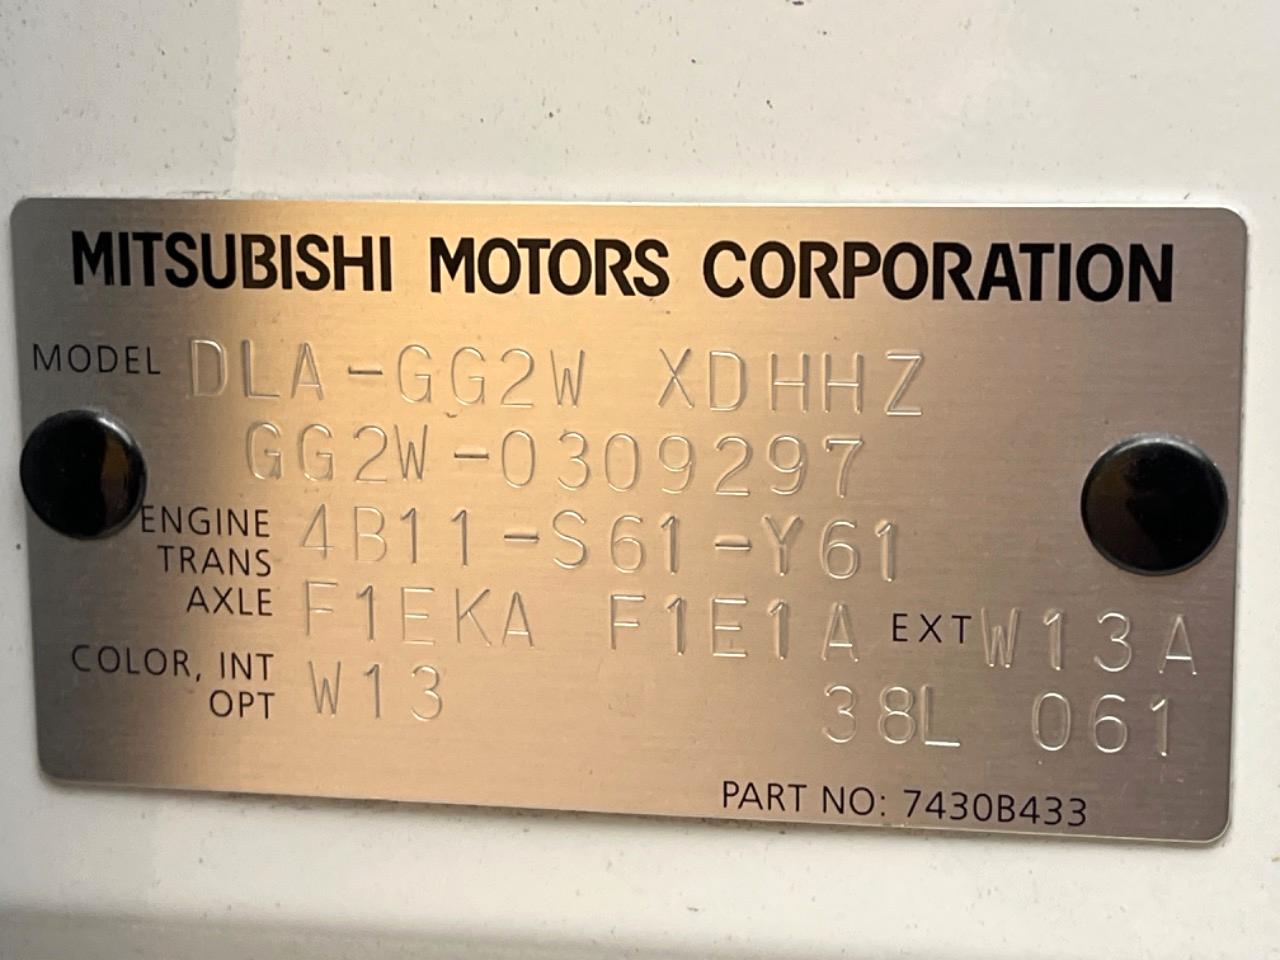 MITSUBISHI MOTORS CORPORATION
MODEL DLA-GG2W XDHHZ
GG2W-0309297
ENGINE 4B11-S61-Y61
TRANS
AXLE F1EKA F1E1A EXT W13A
COLOR, INT W13
OPT 38L 061
PART NO: 7430B433